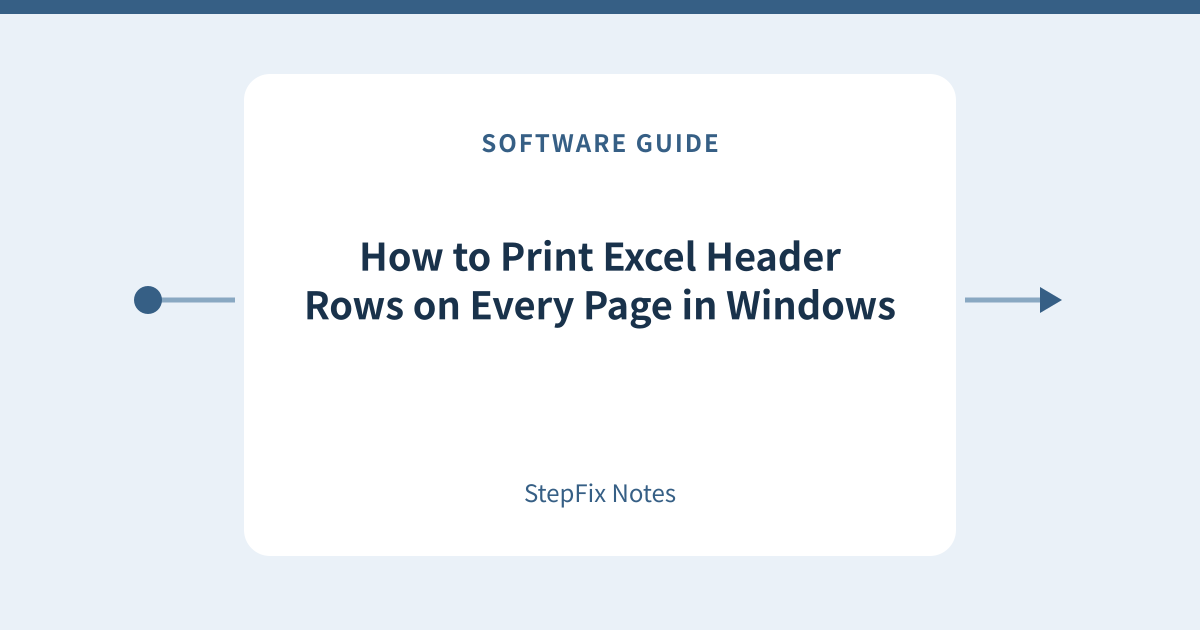 SOFTWARE GUIDE
How to Print Excel Header
Rows on Every Page in Windows
StepFix Notes